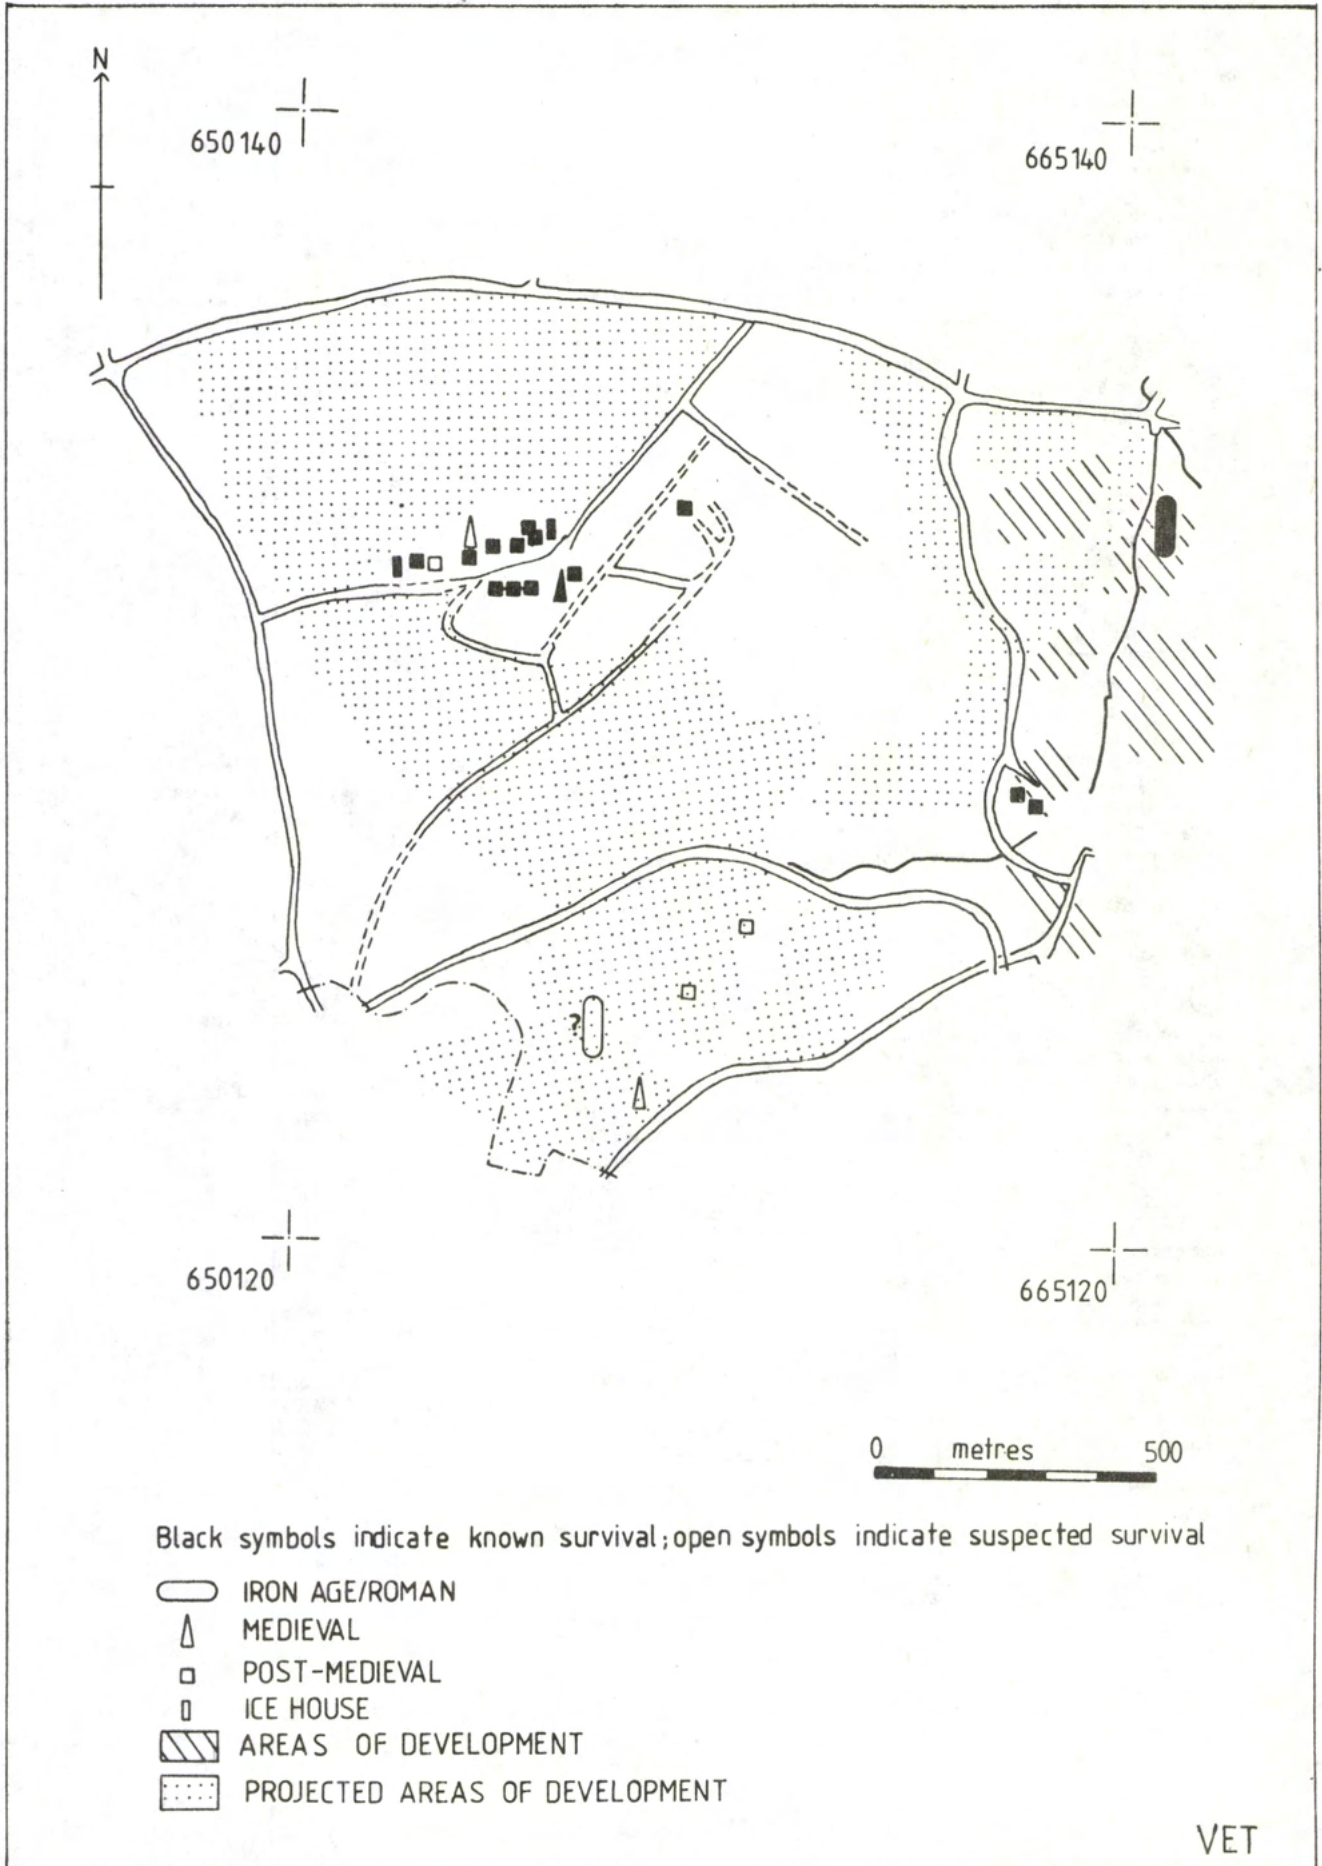 N
650140
665140
?
650120
665120
0 metres 500
Black symbols indicate known survival; open symbols indicate suspected survival
IRON AGE/ROMAN
MEDIEVAL
POST-MEDIEVAL
ICE HOUSE
AREAS OF DEVELOPMENT
PROJECTED AREAS OF DEVELOPMENT
VET